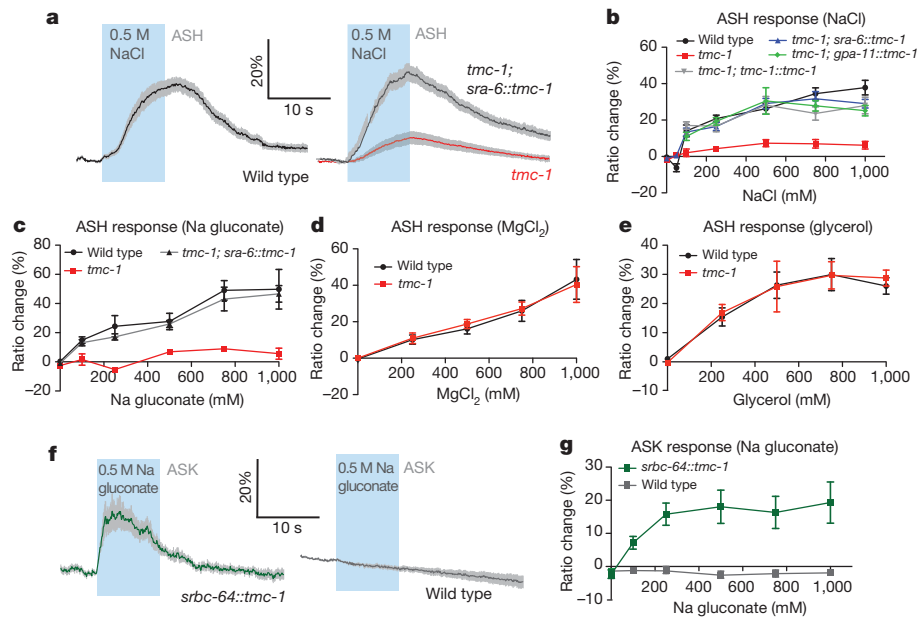 a
0.5 M
NaCl
ASH
20%
10 s
Wild type
0.5 M
NaCl
ASH
tmc-1;
sra-6::tmc-1
tmc-1
b
ASH response (NaCl)
Wild type
tmc-1; sra-6::tmc-1
tmc-1
tmc-1; gpa-11::tmc-1
tmc-1; tmc-1::tmc-1
Ratio change (%)
60
40
20
0
−20
200 400 600 800 1,000
NaCl (mM)
c
ASH response (Na gluconate)
Wild type
tmc-1; sra-6::tmc-1
tmc-1
Ratio change (%)
80
60
40
20
0
−20
200 400 600 800 1,000
Na gluconate (mM)
d
ASH response (MgCl₂)
Wild type
tmc-1
Ratio change (%)
60
40
20
0
−20
200 400 600 800 1,000
MgCl₂ (mM)
e
ASH response (glycerol)
Wild type
tmc-1
Ratio change (%)
40
30
20
10
0
−10
200 400 600 800 1,000
Glycerol (mM)
f
0.5 M Na
gluconate
ASK
srbc-64::tmc-1
20%
10 s
0.5 M Na
gluconate
ASK
Wild type
g
ASK response (Na gluconate)
srbc-64::tmc-1
Wild type
Ratio change (%)
30
20
10
0
−10
200 400 600 800 1,000
Na gluconate (mM)